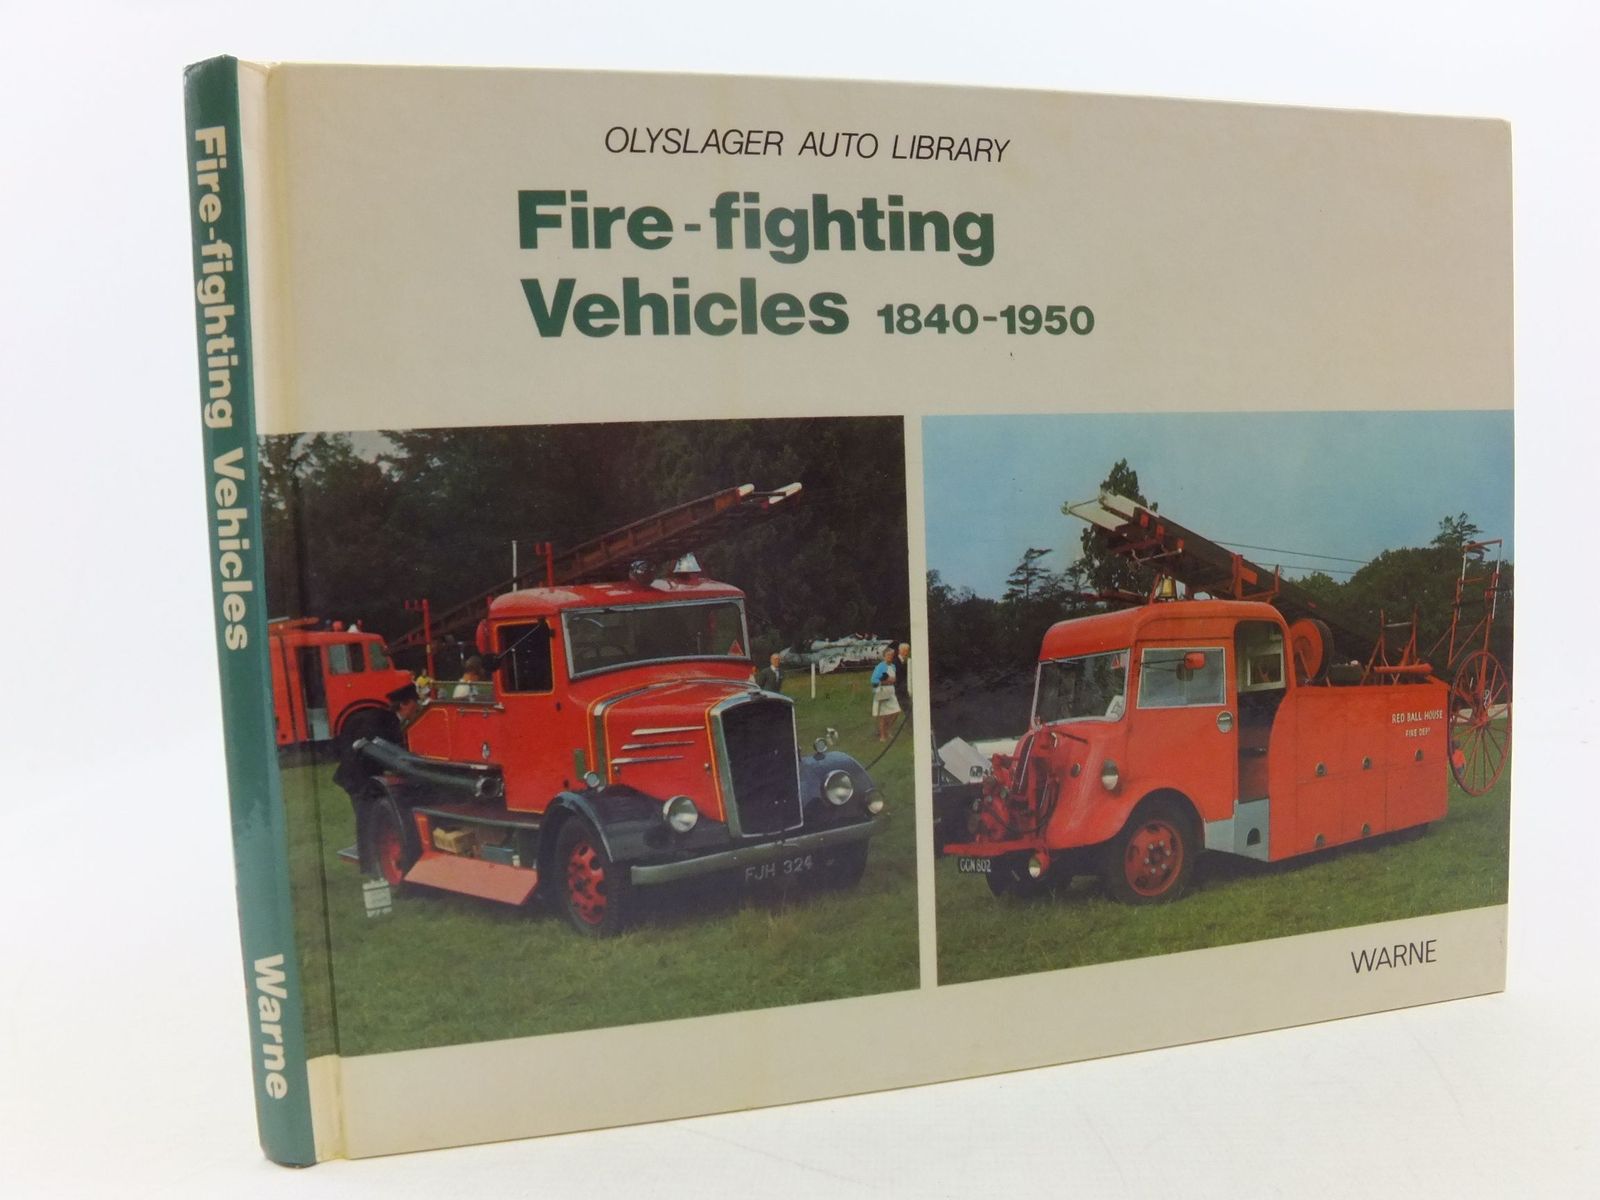 Fire-fighting Vehicles Warne
OLYSLAGER AUTO LIBRARY
Fire-fighting
Vehicles 1840-1950
FJH 324
RED BALL HOUSE
FIRE DEPT
GGN 802
WARNE